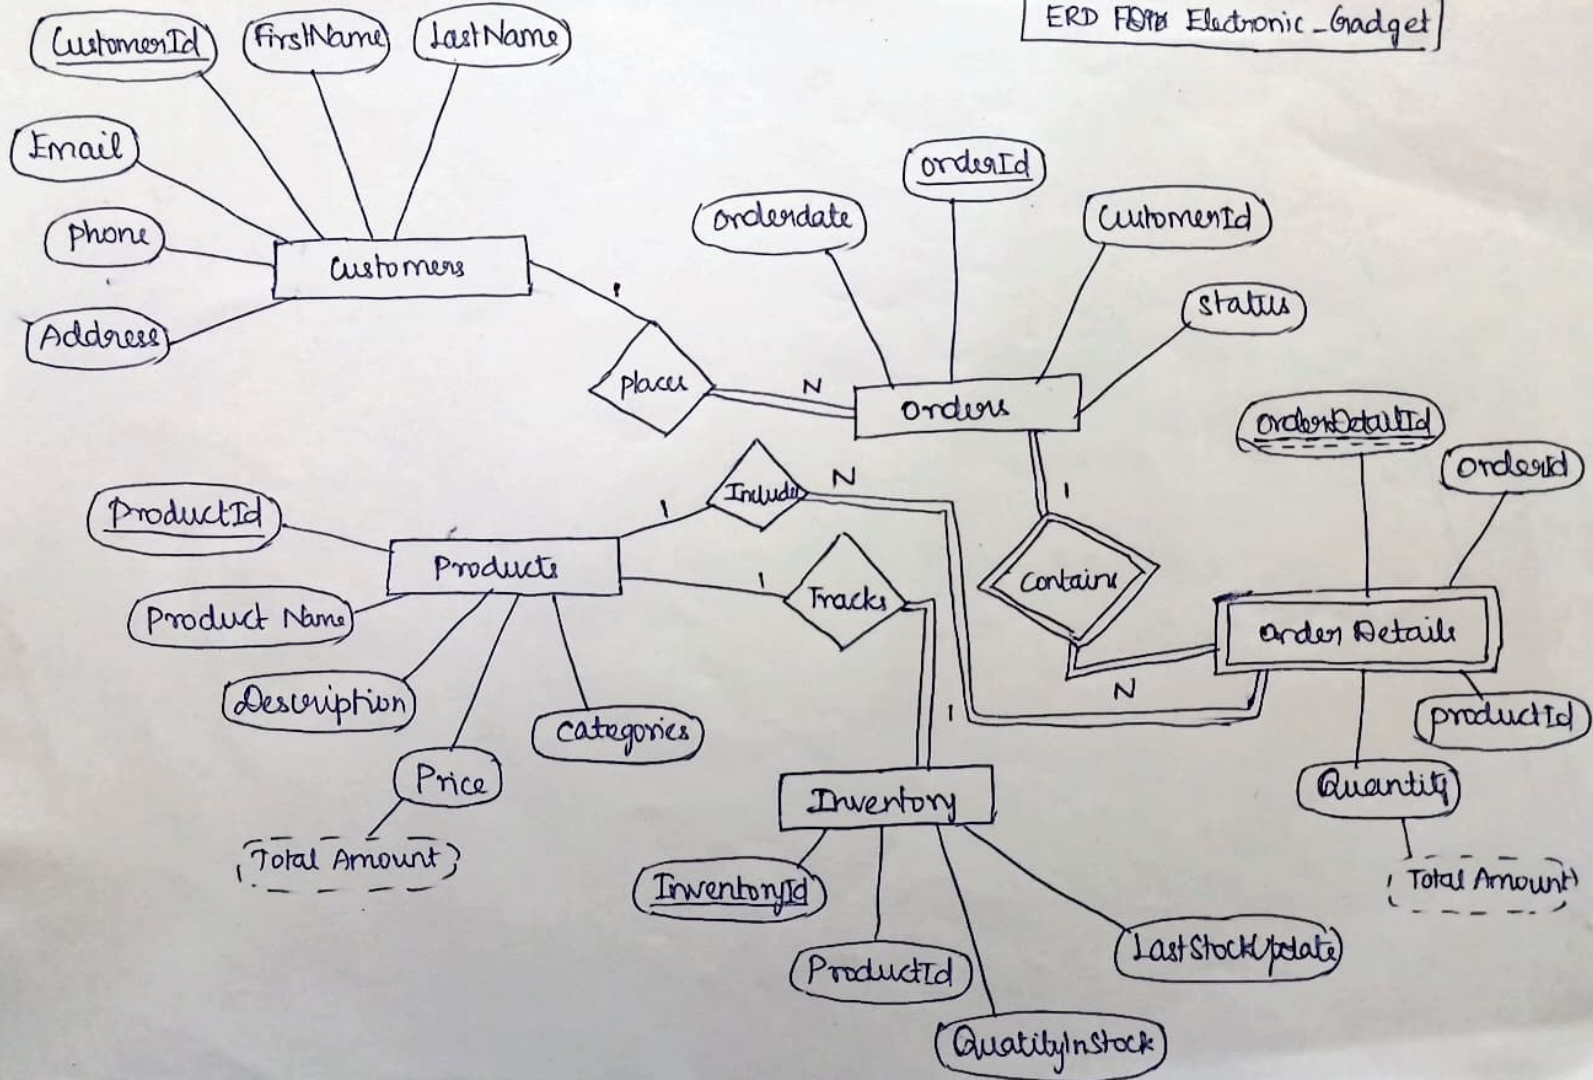 ERD For Electronic_Gadget
CustomerId
FirstName
LastName
Email
Phone
Address
Customers
1
Places
N
orderdate
orderId
CustomerId
status
Orders
orderDetailId
OrderId
1
Contains
N
Order Details
productId
Quantity
Total Amount
ProductId
Products
1
Includes
N
Product Name
Description
Price
categories
Total Amount
1
Tracks
1
Inventory
InventoryId
ProductId
QuatityInStock
LastStockUpdate